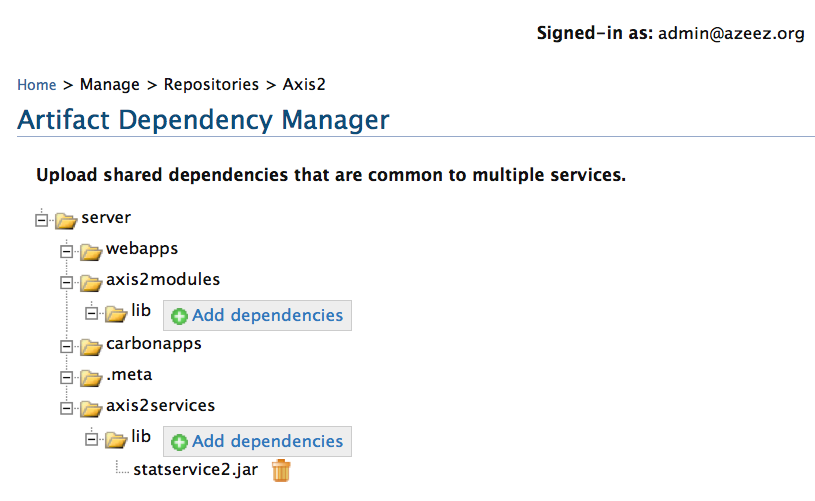 Signed-in as: admin@azeez.org
Home > Manage > Repositories > Axis2
Artifact Dependency Manager
Upload shared dependencies that are common to multiple services.
server
webapps
axis2modules
lib Add dependencies
carbonapps
.meta
axis2services
lib Add dependencies
statservice2.jar